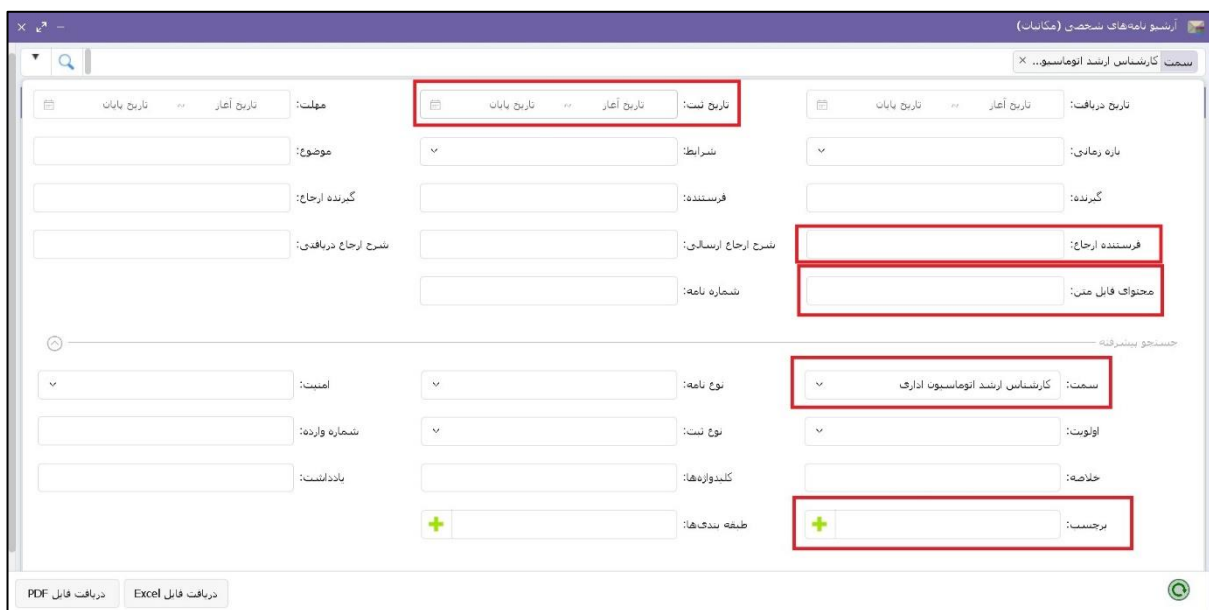 آرشیو نامه‌های شخصی (مکاتبات)
سمت کارشناس ارشد اتوماسیو... ×
تاریخ دریافت: تاریخ آغاز ~ تاریخ پایان تاریخ ثبت: تاریخ آغاز ~ تاریخ پایان مهلت: تاریخ آغاز ~ تاریخ پایان
بازه زمانی: شرایط: موضوع:
گیرنده: فرستنده: گیرنده ارجاع:
فرستنده ارجاع: شرح ارجاع ارسالی: شرح ارجاع دریافتی:
محتوای فایل متنی: شماره نامه:
جستجو پیشرفته
سمت: کارشناس ارشد اتوماسیون اداری نوع نامه: امنیت:
اولویت: نوع ثبت: شماره وارده:
خلاصه: کلیدواژه‌ها: یادداشت:
برچسب: طبقه بندی‌ها:
دریافت فایل Excel دریافت فایل PDF